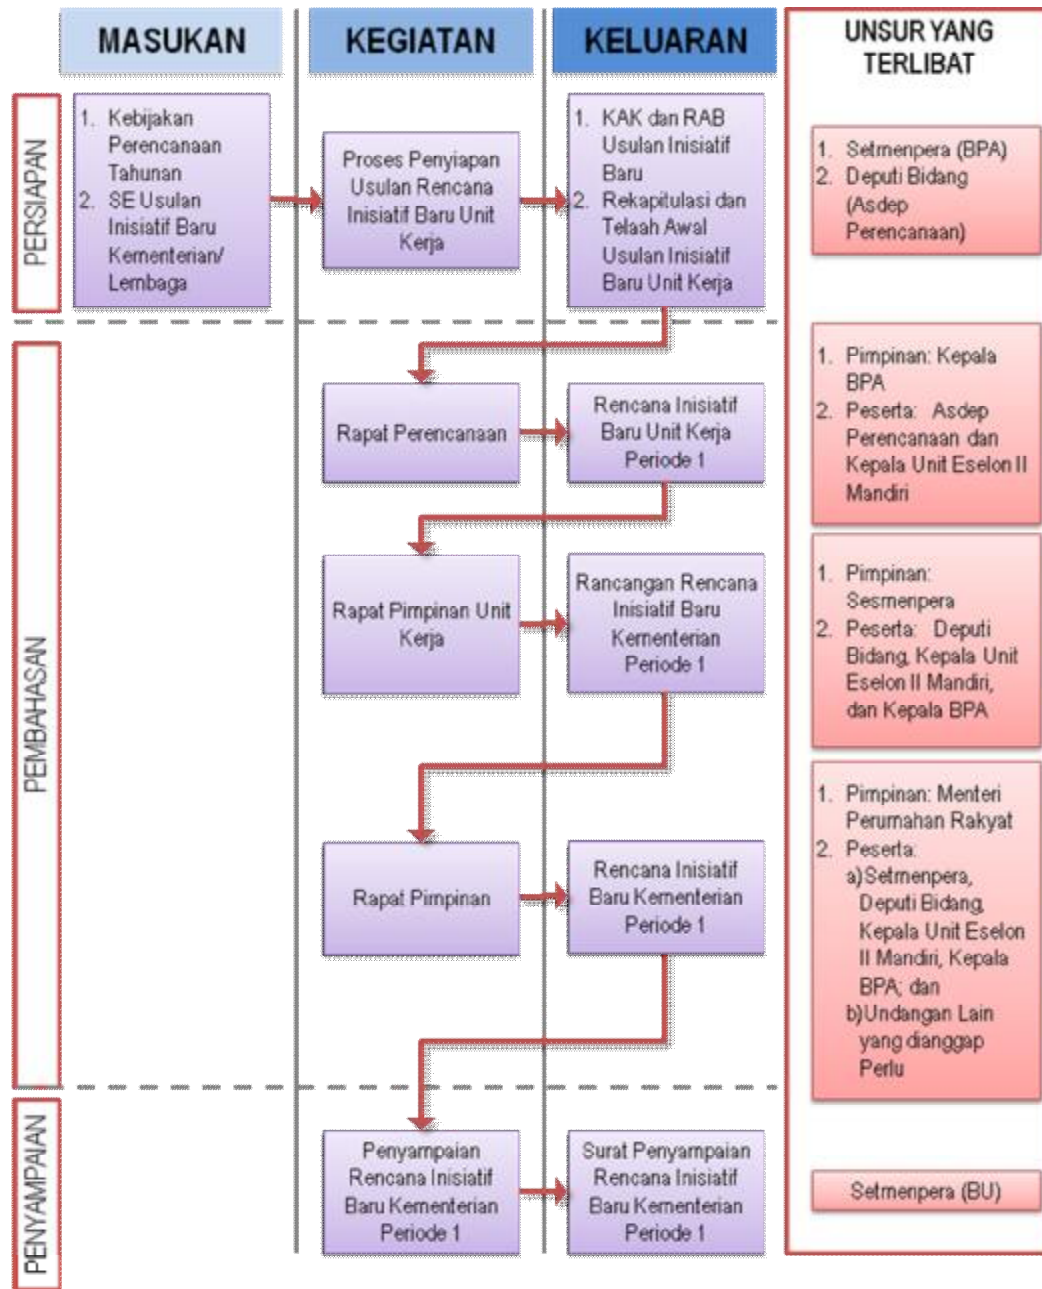 MASUKAN
KEGIATAN
KELUARAN
UNSUR YANG
TERLIBAT
PERSIAPAN
1. Kebijakan
Perencanaan
Tahunan
2. SE Usulan
Inisiatif Baru
Kementerian/
Lembaga
Proses Penyiapan
Usulan Rencana
Inisiatif Baru Unit
Kerja
1. KAK dan RAB
Usulan Inisiatif
Baru
2. Rekapitulasi dan
Telaah Awal
Usulan Inisiatif
Baru Unit Kerja
1. Setmenpera (BPA)
2. Deputi Bidang
(Asdep
Perencanaan)
PEMBAHASAN
Rapat Perencanaan
Rencana Inisiatif
Baru Unit Kerja
Periode 1
1. Pimpinan: Kepala
BPA
2. Peserta: Asdep
Perencanaan dan
Kepala Unit Eselon II
Mandiri
Rapat Pimpinan Unit
Kerja
Rancangan Rencana
Inisiatif Baru
Kementerian
Periode 1
1. Pimpinan:
Sesmenpera
2. Peserta: Deputi
Bidang, Kepala Unit
Eselon II Mandiri,
dan Kepala BPA
Rapat Pimpinan
Rencana Inisiatif
Baru Kementerian
Periode 1
1. Pimpinan: Menteri
Perumahan Rakyat
2. Peserta:
a)Setmenpera,
Deputi Bidang,
Kepala Unit Eselon
II Mandiri, Kepala
BPA; dan
b)Undangan Lain
yang dianggap
Perlu
PENYAMPAIAN
Penyampaian
Rencana Inisiatif
Baru Kementerian
Periode 1
Surat Penyampaian
Rencana Inisiatif
Baru Kementerian
Periode 1
Setmenpera (BU)